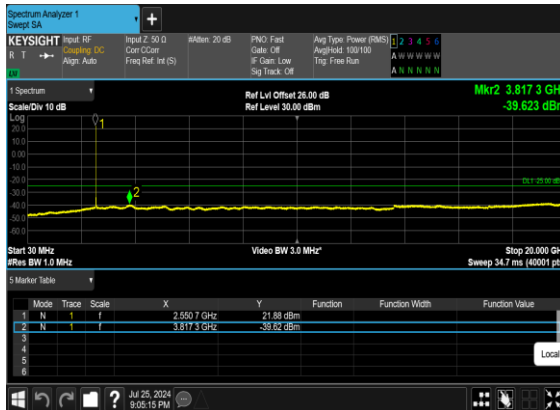 Spectrum Analyzer 1
Swept SA
+
KEYSIGHT
R T
Input: RF
Coupling: DC
Align: Auto
Input Z: 50 Ω
Corr CCorr
Freq Ref: Int (S)
#Atten: 20 dB
PNO: Fast
Gate: Off
IF Gain: Low
Sig Track: Off
Avg Type: Power (RMS)
Avg|Hold: 100/100
Trig: Free Run
1 2 3 4 5 6
A W W W W W
A N N N N N
1 Spectrum
Scale/Div 10 dB
Ref Lvl Offset 26.00 dB
Ref Level 30.00 dBm
Mkr2 3.817 3 GH
-39.623 dB
Log
20.0
10.0
0.00
-10.0
-20.0
-30.0
-40.0
-50.0
-60.0
1
2
DL1 -25.00 dB
Start 30 MHz
#Res BW 1.0 MHz
Video BW 3.0 MHz*
Stop 20.000 GH
Sweep 34.7 ms (40001 pt
5 Marker Table
Mode Trace Scale X Y Function Function Width Function Value
1 N 1 f 2.550 7 GHz 21.88 dBm
2 N 1 f 3.817 3 GHz -39.62 dBm
3
4
5
6
Local
?
Jul 25, 2024
9:05:15 PM